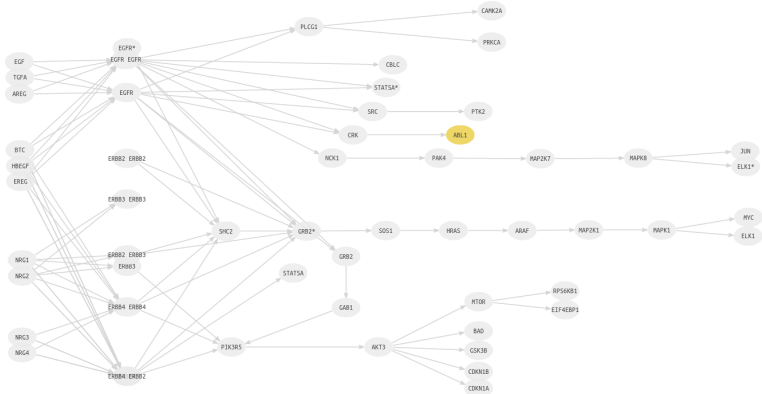 CAMK2A
PLCG1
PRKCA
EGFR*
EGFR EGFR
EGF
TGFA
AREG
CBLC
STAT5A*
EGFR
SRC
PTK2
CRK
ABL1
BTC
HBEGF
EREG
ERBB2 ERBB2
NCK1
PAK4
MAP2K7
MAPK8
JUN
ELK1*
ERBB3 ERBB3
SHC2
GRB2*
SOS1
HRAS
ARAF
MAP2K1
MAPK1
MYC
ELK1
NRG1
NRG2
ERBB2 ERBB3
ERBB3
GRB2
STAT5A
ERBB4 ERBB4
GAB1
MTOR
RPS6KB1
EIF4EBP1
NRG3
NRG4
PIK3R5
AKT3
BAD
GSK3B
CDKN1B
CDKN1A
ERBB4 ERBB2